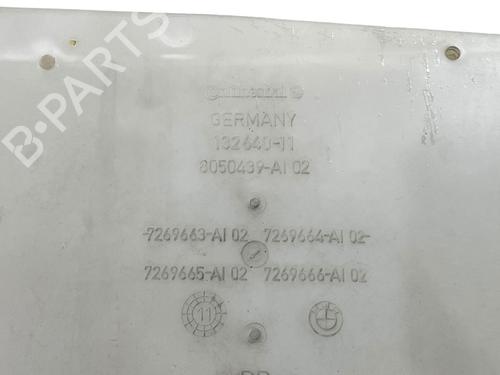 B-PARTS
Continental
GERMANY
132640-11
8050439-AI 02
-7269663-AI 02 7269664-AI 02-
7269665-AI 02 7269666-AI 02
11